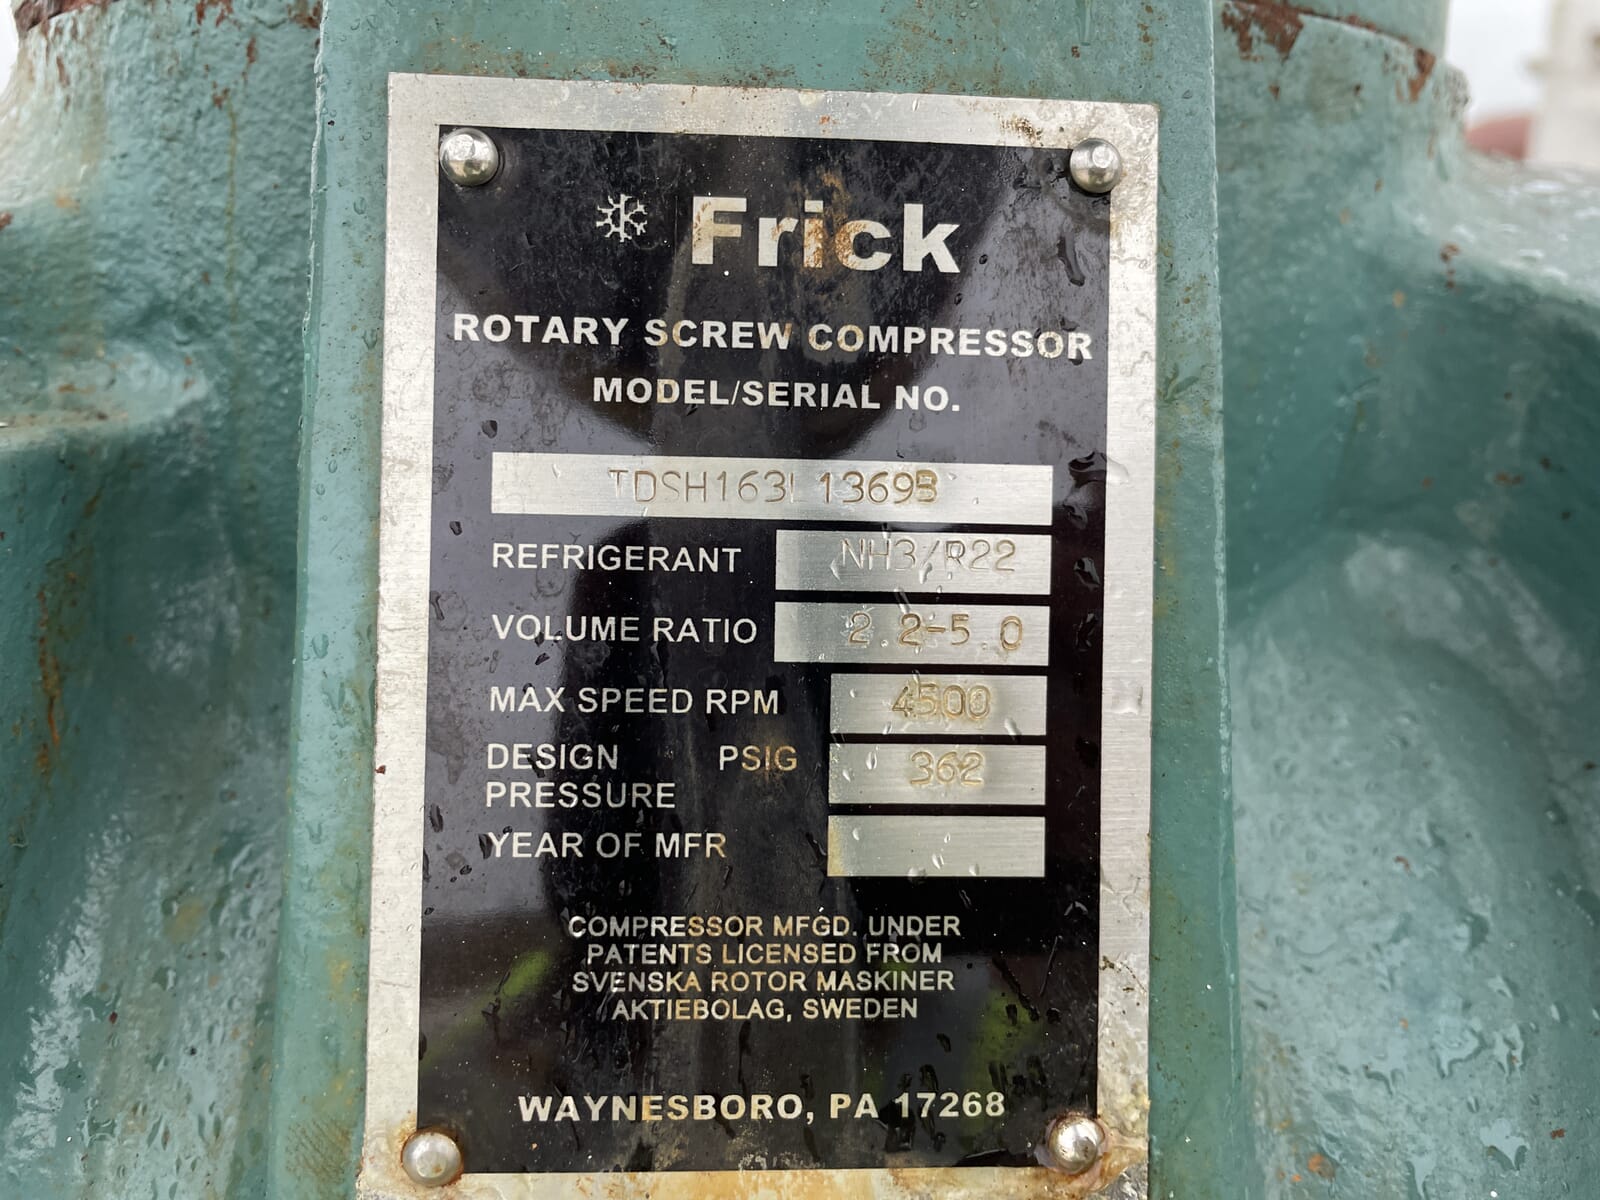 Frick
ROTARY SCREW COMPRESSOR
MODEL/SERIAL NO.
TDSH163L 1369B
REFRIGERANT NH3/R22
VOLUME RATIO 2.2-5.0
MAX SPEED RPM 4500
DESIGN PSIG 362
PRESSURE
YEAR OF MFR
COMPRESSOR MFGD. UNDER
PATENTS LICENSED FROM
SVENSKA ROTOR MASKINER
AKTIEBOLAG, SWEDEN
WAYNESBORO, PA 17268